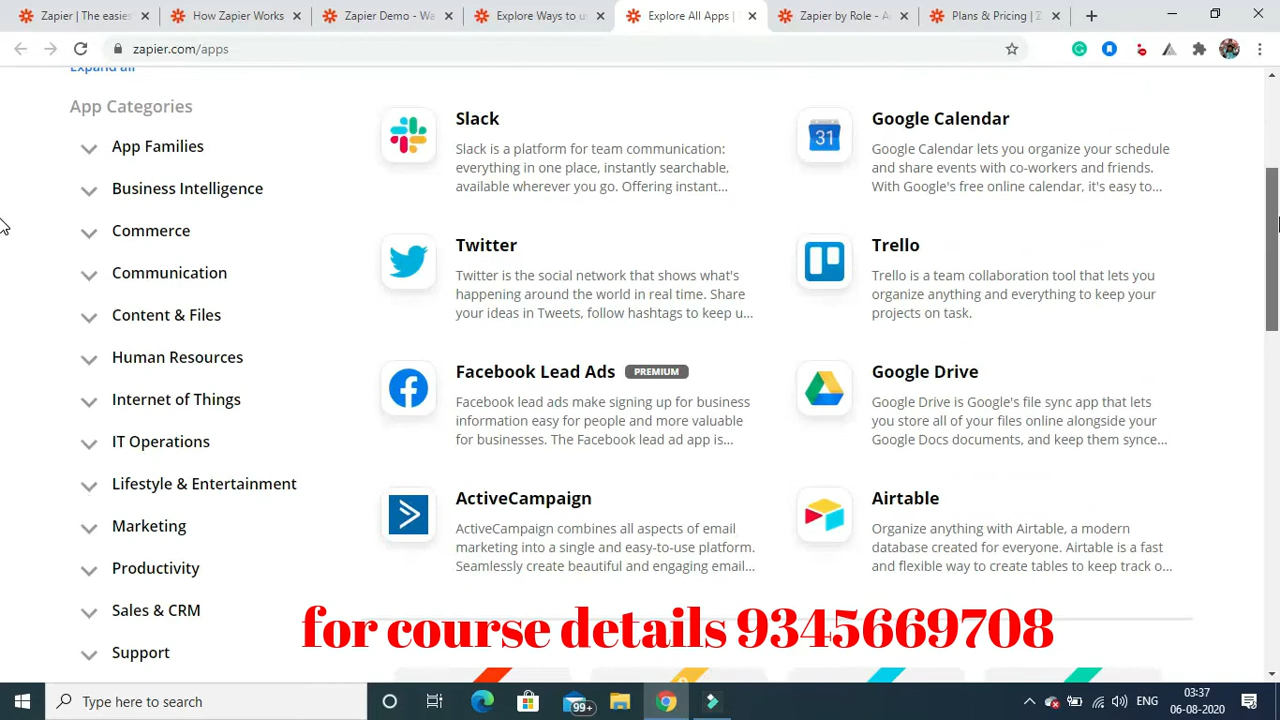 Zapier | The easies
How Zapier Works
Zapier Demo - Wa
Explore Ways to u
Explore All Apps |
Zapier by Role - A
Plans & Pricing | Z
zapier.com/apps
Expand all
App Categories
App Families
Business Intelligence
Commerce
Communication
Content & Files
Human Resources
Internet of Things
IT Operations
Lifestyle & Entertainment
Marketing
Productivity
Sales & CRM
Support
Slack
Slack is a platform for team communication:
everything in one place, instantly searchable,
available wherever you go. Offering instant...
Google Calendar
31
Google Calendar lets you organize your schedule
and share events with co-workers and friends.
With Google's free online calendar, it's easy to...
Twitter
Twitter is the social network that shows what's
happening around the world in real time. Share
your ideas in Tweets, follow hashtags to keep u...
Trello
Trello is a team collaboration tool that lets you
organize anything and everything to keep your
projects on task.
Facebook Lead Ads PREMIUM
Facebook lead ads make signing up for business
information easy for people and more valuable
for businesses. The Facebook lead ad app is...
Google Drive
Google Drive is Google's file sync app that lets
you store all of your files online alongside your
Google Docs documents, and keep them synce...
ActiveCampaign
ActiveCampaign combines all aspects of email
marketing into a single and easy-to-use platform.
Seamlessly create beautiful and engaging email...
Airtable
Organize anything with Airtable, a modern
database created for everyone. Airtable is a fast
and flexible way to create tables to keep track o...
for course details 9345669708
Type here to search
99+
ENG
03:37
06-08-2020